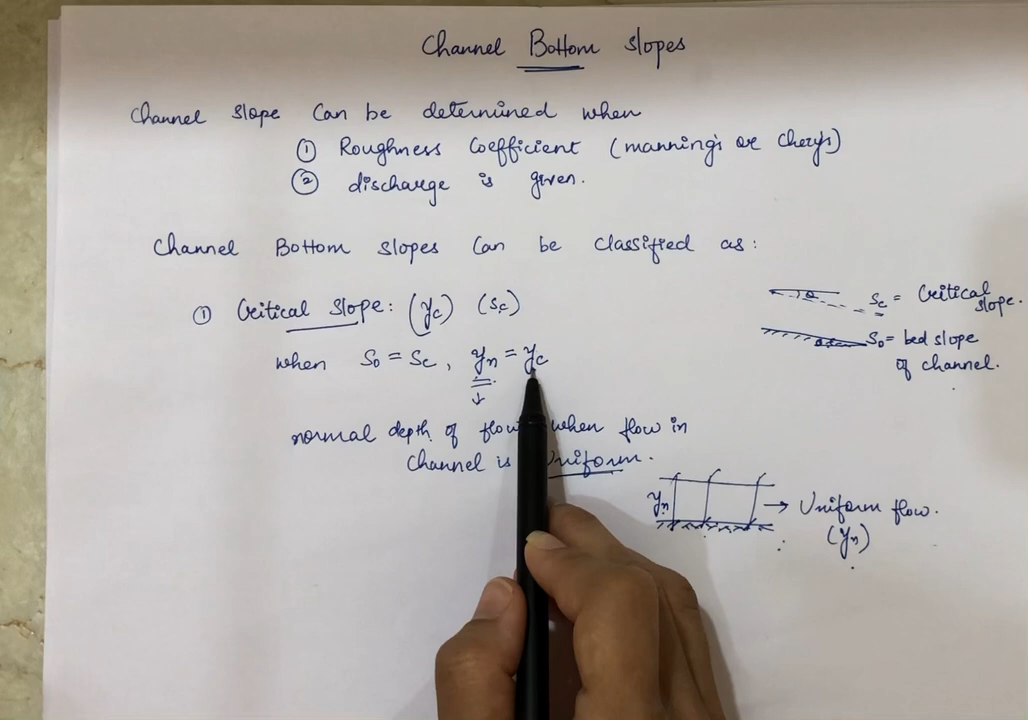 Channel Bottom slopes
Channel slope can be determined when
① Roughness coefficient (manning's or Chezy's)
② discharge is given.
Channel Bottom slopes can be classified as:
① Critical slope: (yc) (Sc)
when S₀ = Sc, yn = yc
↓
normal depth of flow when flow in
Channel is Uniform.
θ Sc = Critical slope.
S₀ = bed slope
of channel.
yn → Uniform flow.
(yn)